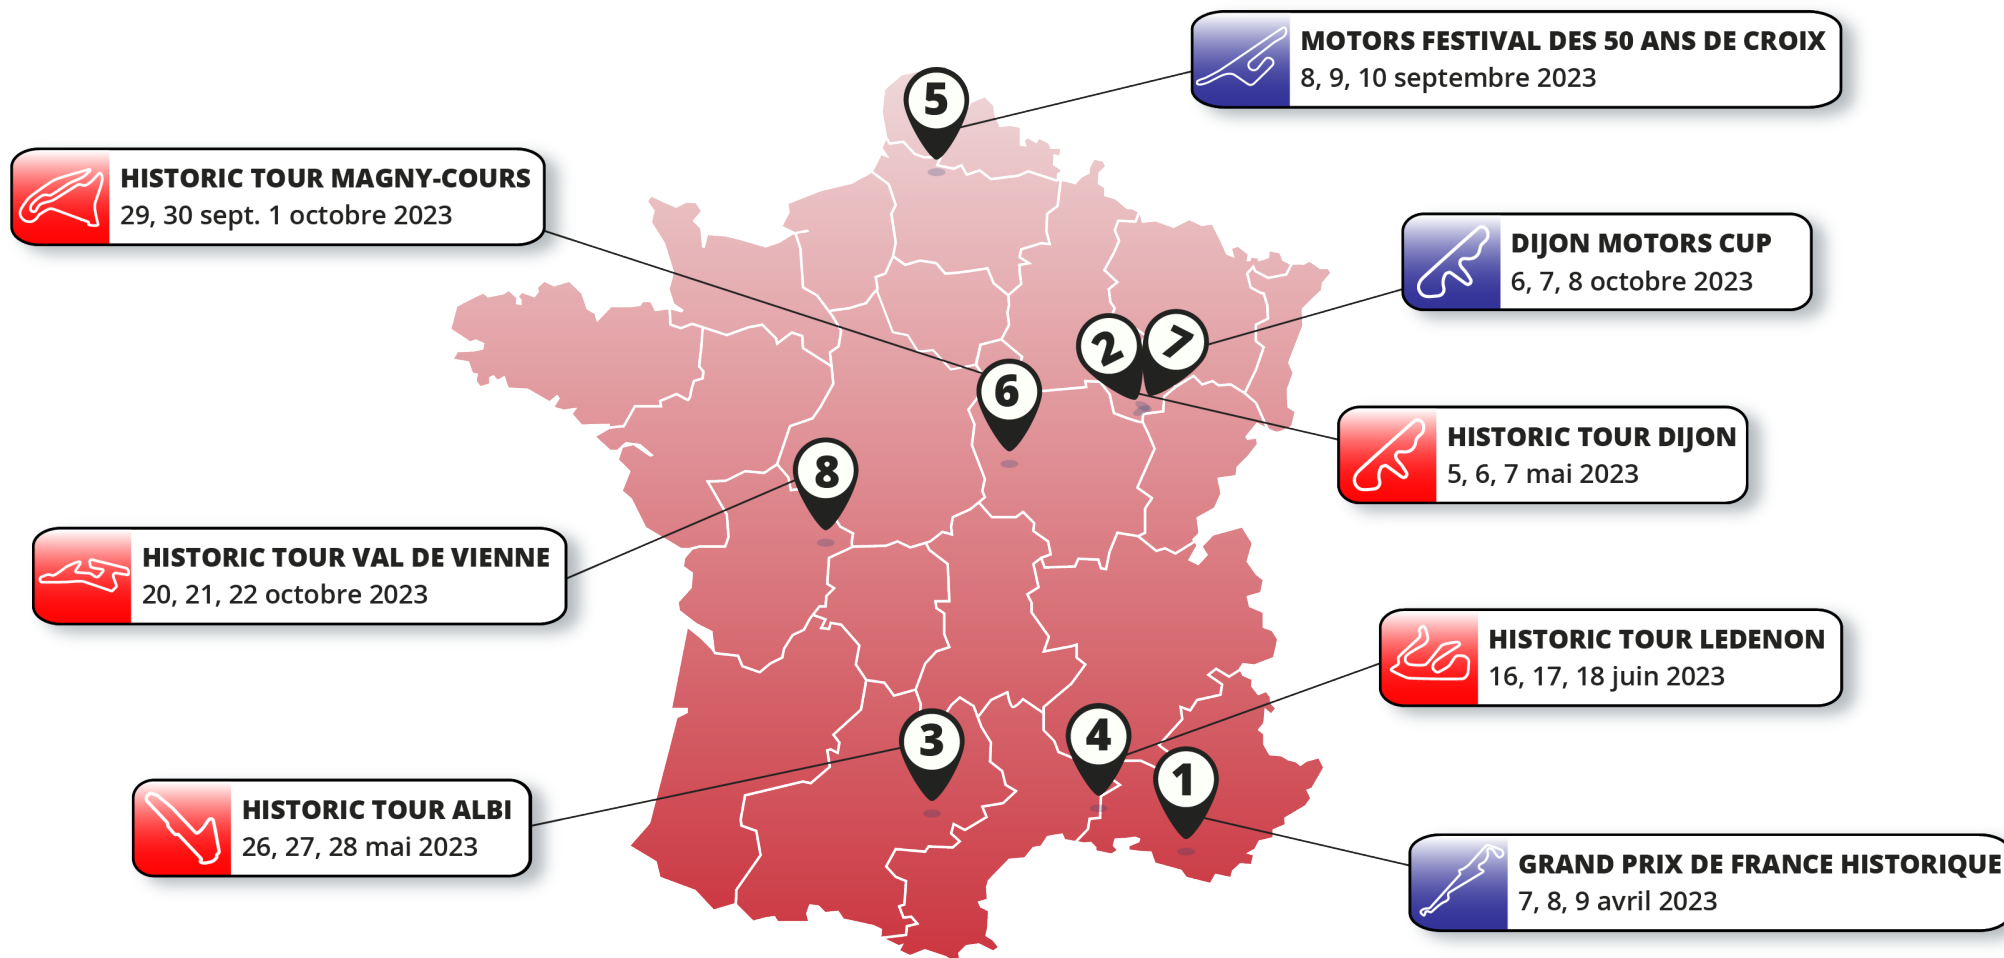 MOTORS FESTIVAL DES 50 ANS DE CROIX
8, 9, 10 septembre 2023
5
HISTORIC TOUR MAGNY-COURS
29, 30 sept. 1 octobre 2023
DIJON MOTORS CUP
6, 7, 8 octobre 2023
2
7
6
HISTORIC TOUR DIJON
5, 6, 7 mai 2023
8
HISTORIC TOUR VAL DE VIENNE
20, 21, 22 octobre 2023
HISTORIC TOUR LEDENON
16, 17, 18 juin 2023
3
4
1
HISTORIC TOUR ALBI
26, 27, 28 mai 2023
GRAND PRIX DE FRANCE HISTORIQUE
7, 8, 9 avril 2023